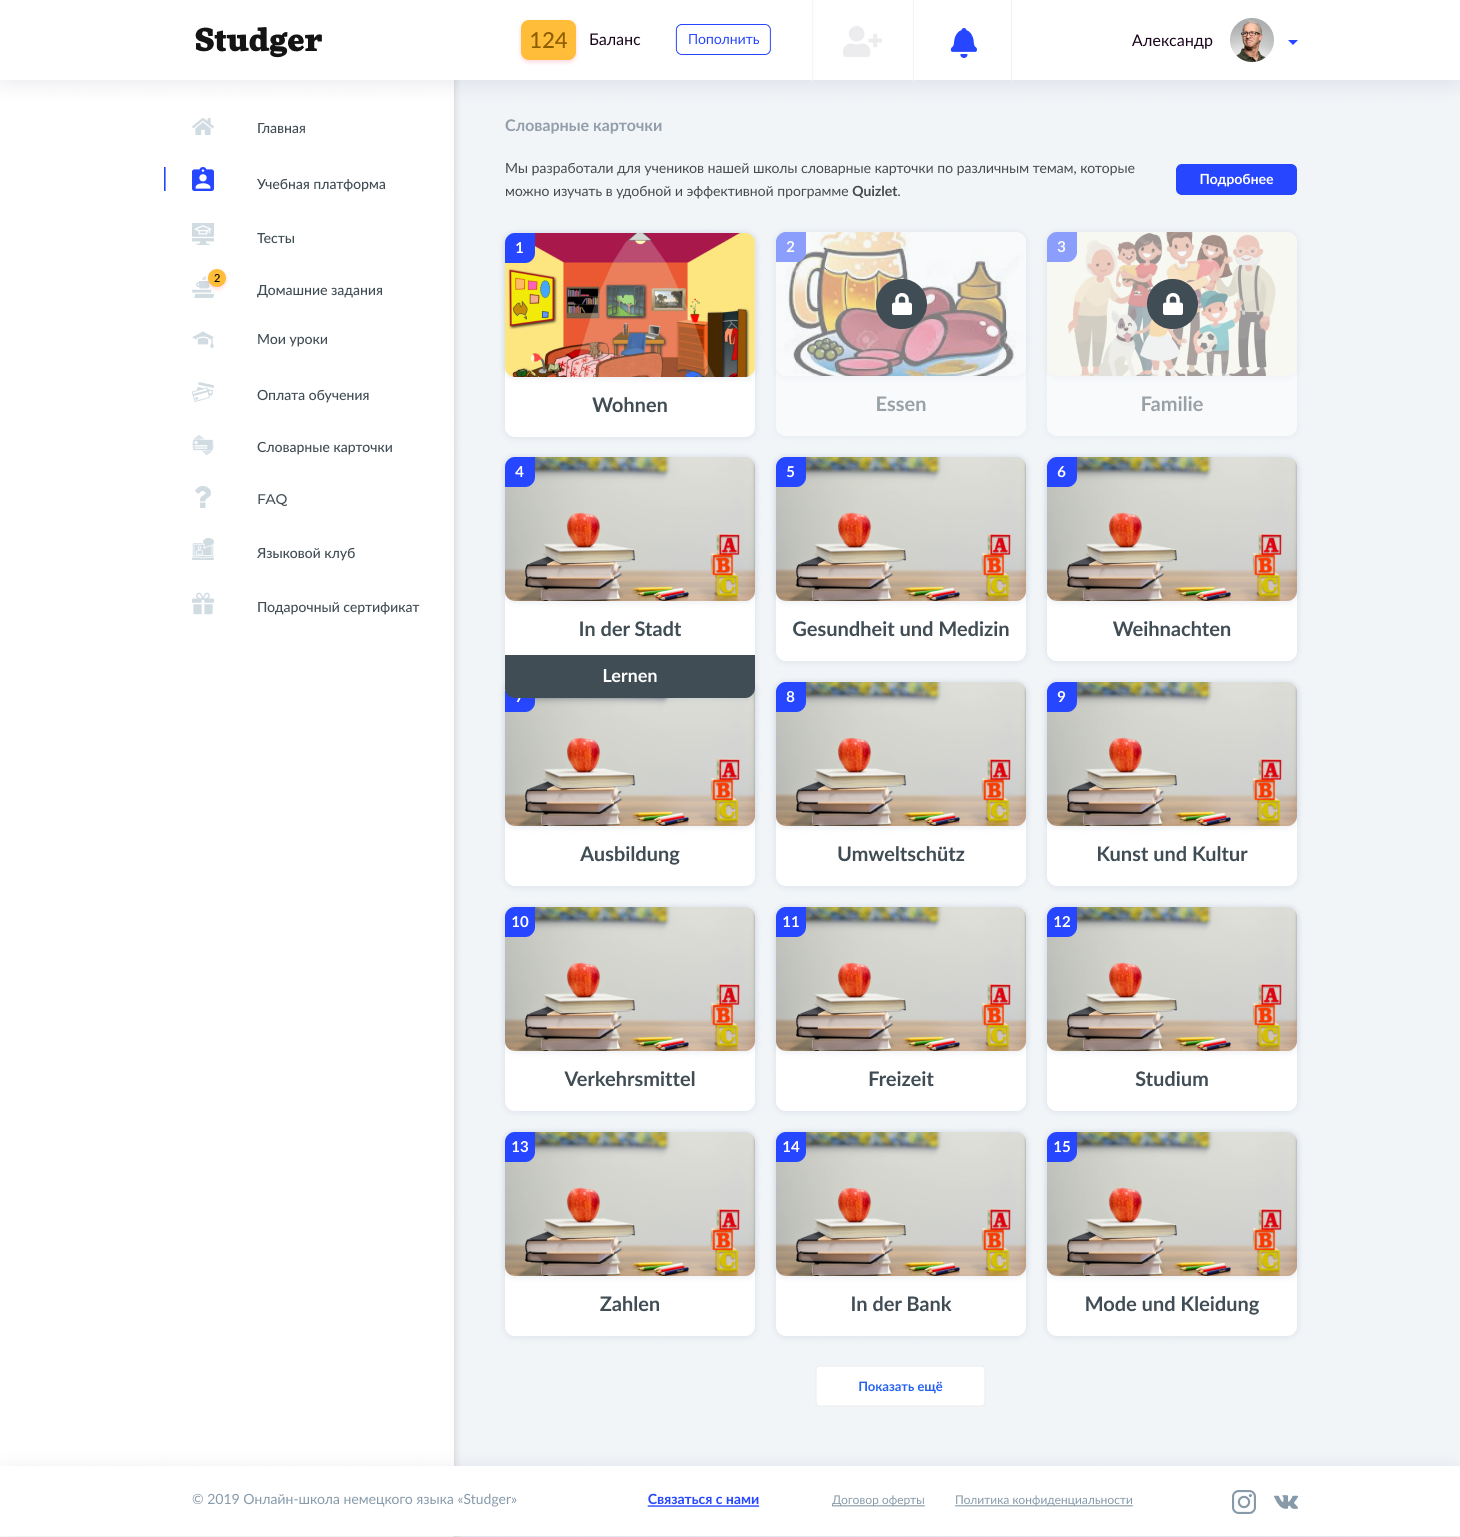 Studger
124 Баланс Пополнить
Александр
Главная
Учебная платформа
Тесты
2
Домашние задания
Мои уроки
Оплата обучения
Словарные карточки
FAQ
Языковой клуб
Подарочный сертификат
Словарные карточки
Мы разработали для учеников нашей школы словарные карточки по различным темам, которые
можно изучать в удобной и эффективной программе Quizlet.
Подробнее
1
Wohnen
2
Essen
3
Familie
4
A
B
C
In der Stadt
Lernen
5
A
B
C
Gesundheit und Medizin
6
A
B
C
Weihnachten
7
A
B
C
Ausbildung
8
A
B
C
Umweltschütz
9
A
B
C
Kunst und Kultur
10
A
B
C
Verkehrsmittel
11
A
B
C
Freizeit
12
A
B
C
Studium
13
A
B
C
Zahlen
14
A
B
C
In der Bank
15
A
B
C
Mode und Kleidung
Показать ещё
© 2019 Онлайн-школа немецкого языка «Studger»
Связаться с нами
Договор оферты
Политика конфиденциальности